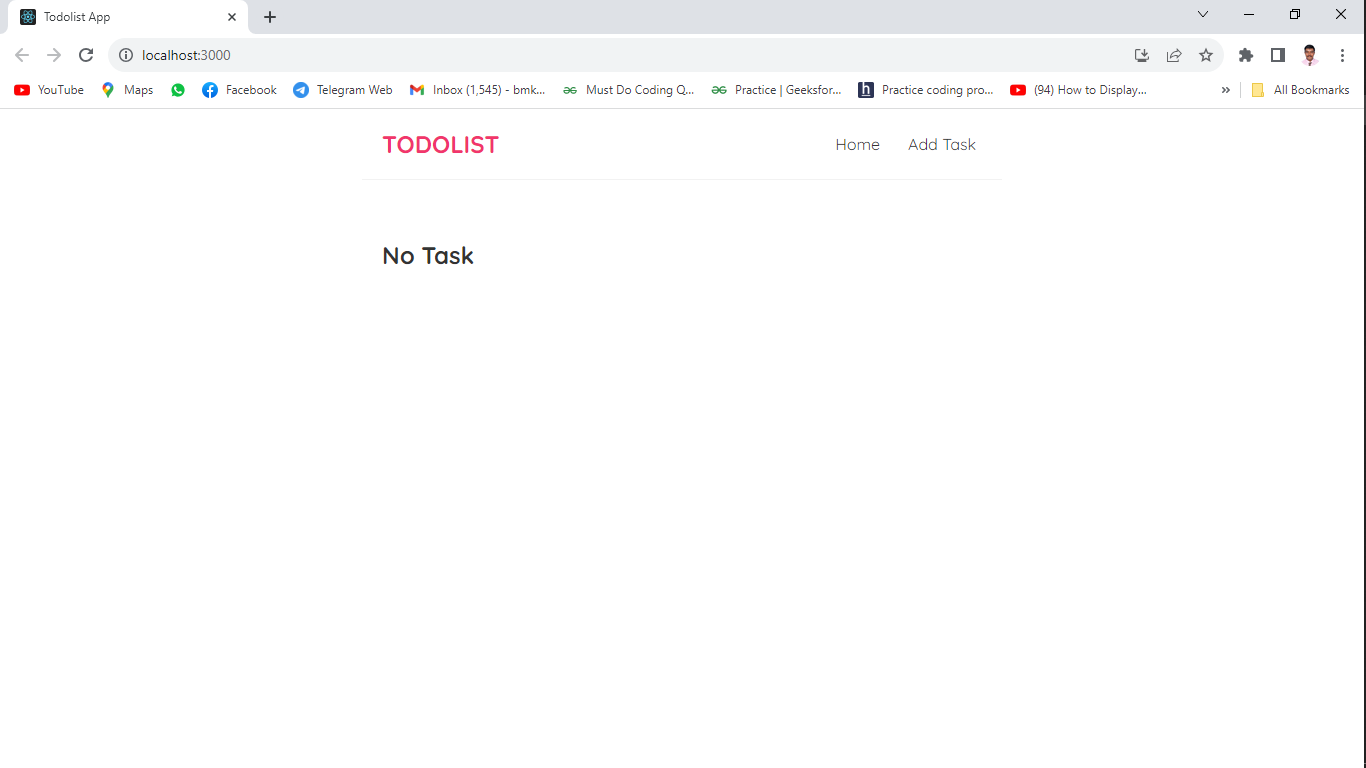 Todolist App
localhost:3000
YouTube Maps Facebook Telegram Web Inbox (1,545) - bmk... Must Do Coding Q... Practice | Geeksfor... Practice coding pro... (94) How to Display... » All Bookmarks
TODOLIST Home Add Task
No Task